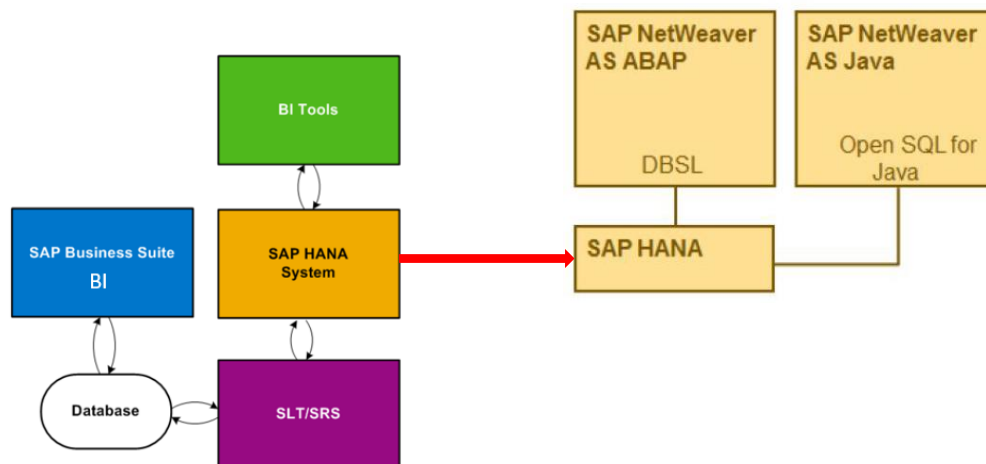 SAP NetWeaver
AS ABAP
DBSL
SAP NetWeaver
AS Java
Open SQL for
Java
BI Tools
SAP Business Suite
BI
SAP HANA
System
SAP HANA
Database
SLT/SRS